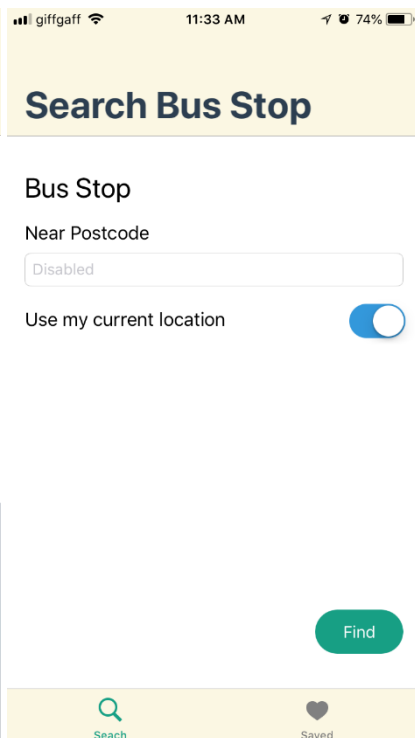 giffgaff 11:33 AM 74%
Search Bus Stop
Bus Stop
Near Postcode
Disabled
Use my current location
Find
Seach Saved